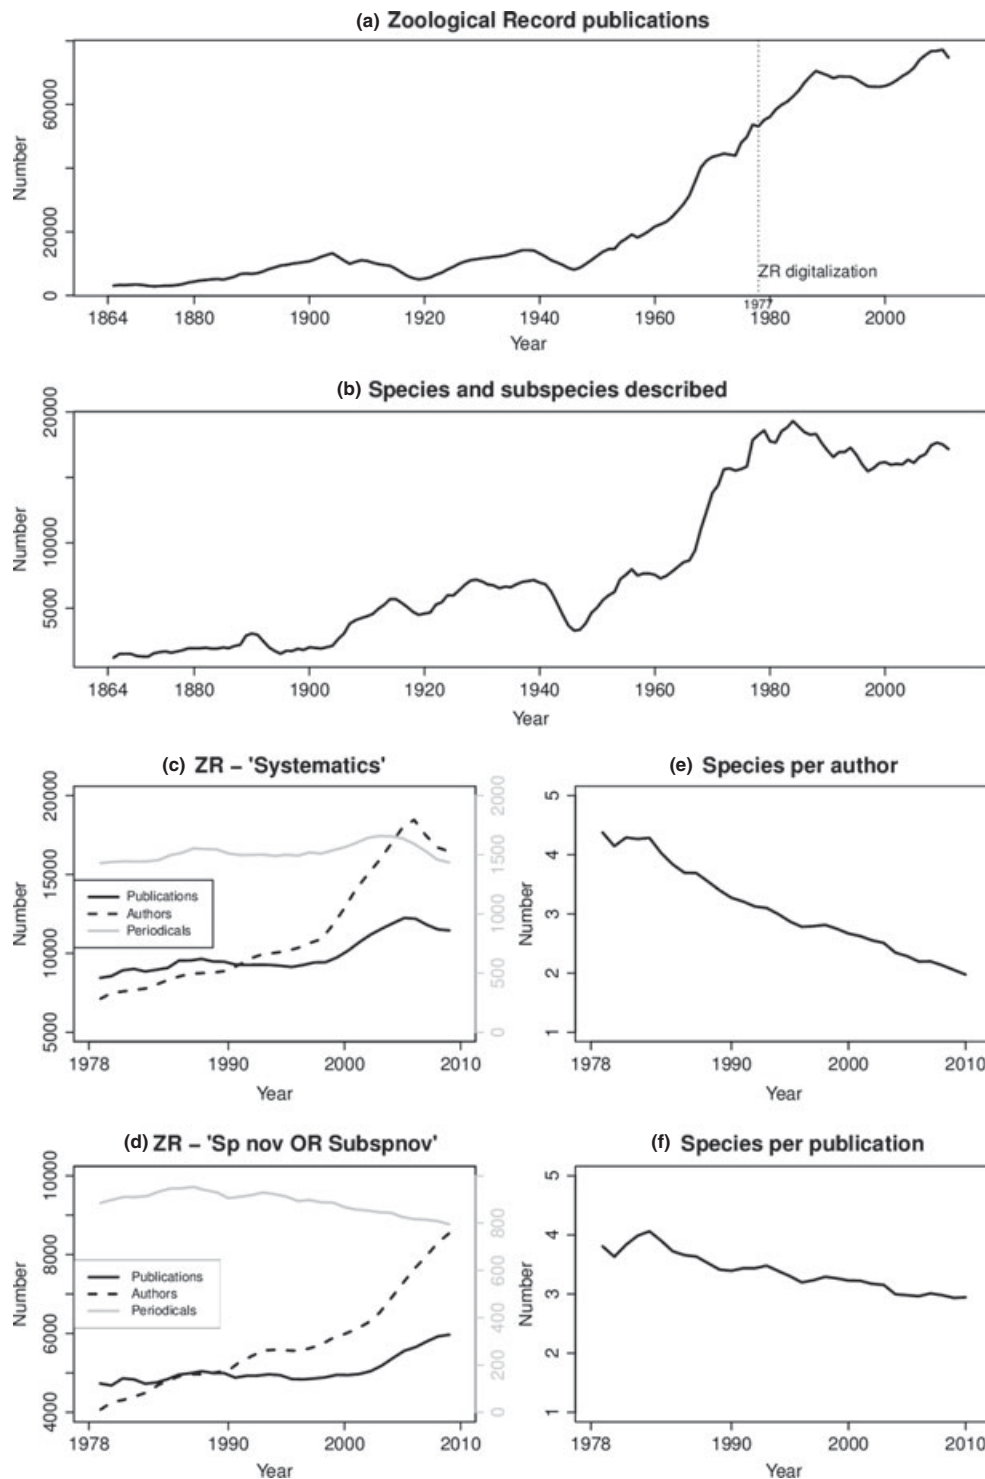 (a) Zoological Record publications
Number
60000
20000
0
ZR digitalization
1977
1864 1880 1900 1920 1940 1960 1980 2000
Year
(b) Species and subspecies described
Number
20000
10000
5000
1864 1880 1900 1920 1940 1960 1980 2000
Year
(c) ZR – 'Systematics'
Number
20000
15000
10000
5000
Publications
Authors
Periodicals
2000
1500
1000
500
0
1978 1990 2000 2010
Year
(e) Species per author
Number
5
4
3
2
1
1978 1990 2000 2010
Year
(d) ZR – 'Sp nov OR Subspnov'
Number
10000
8000
6000
4000
Publications
Authors
Periodicals
800
600
400
200
0
1978 1990 2000 2010
Year
(f) Species per publication
Number
5
4
3
2
1
1978 1990 2000 2010
Year